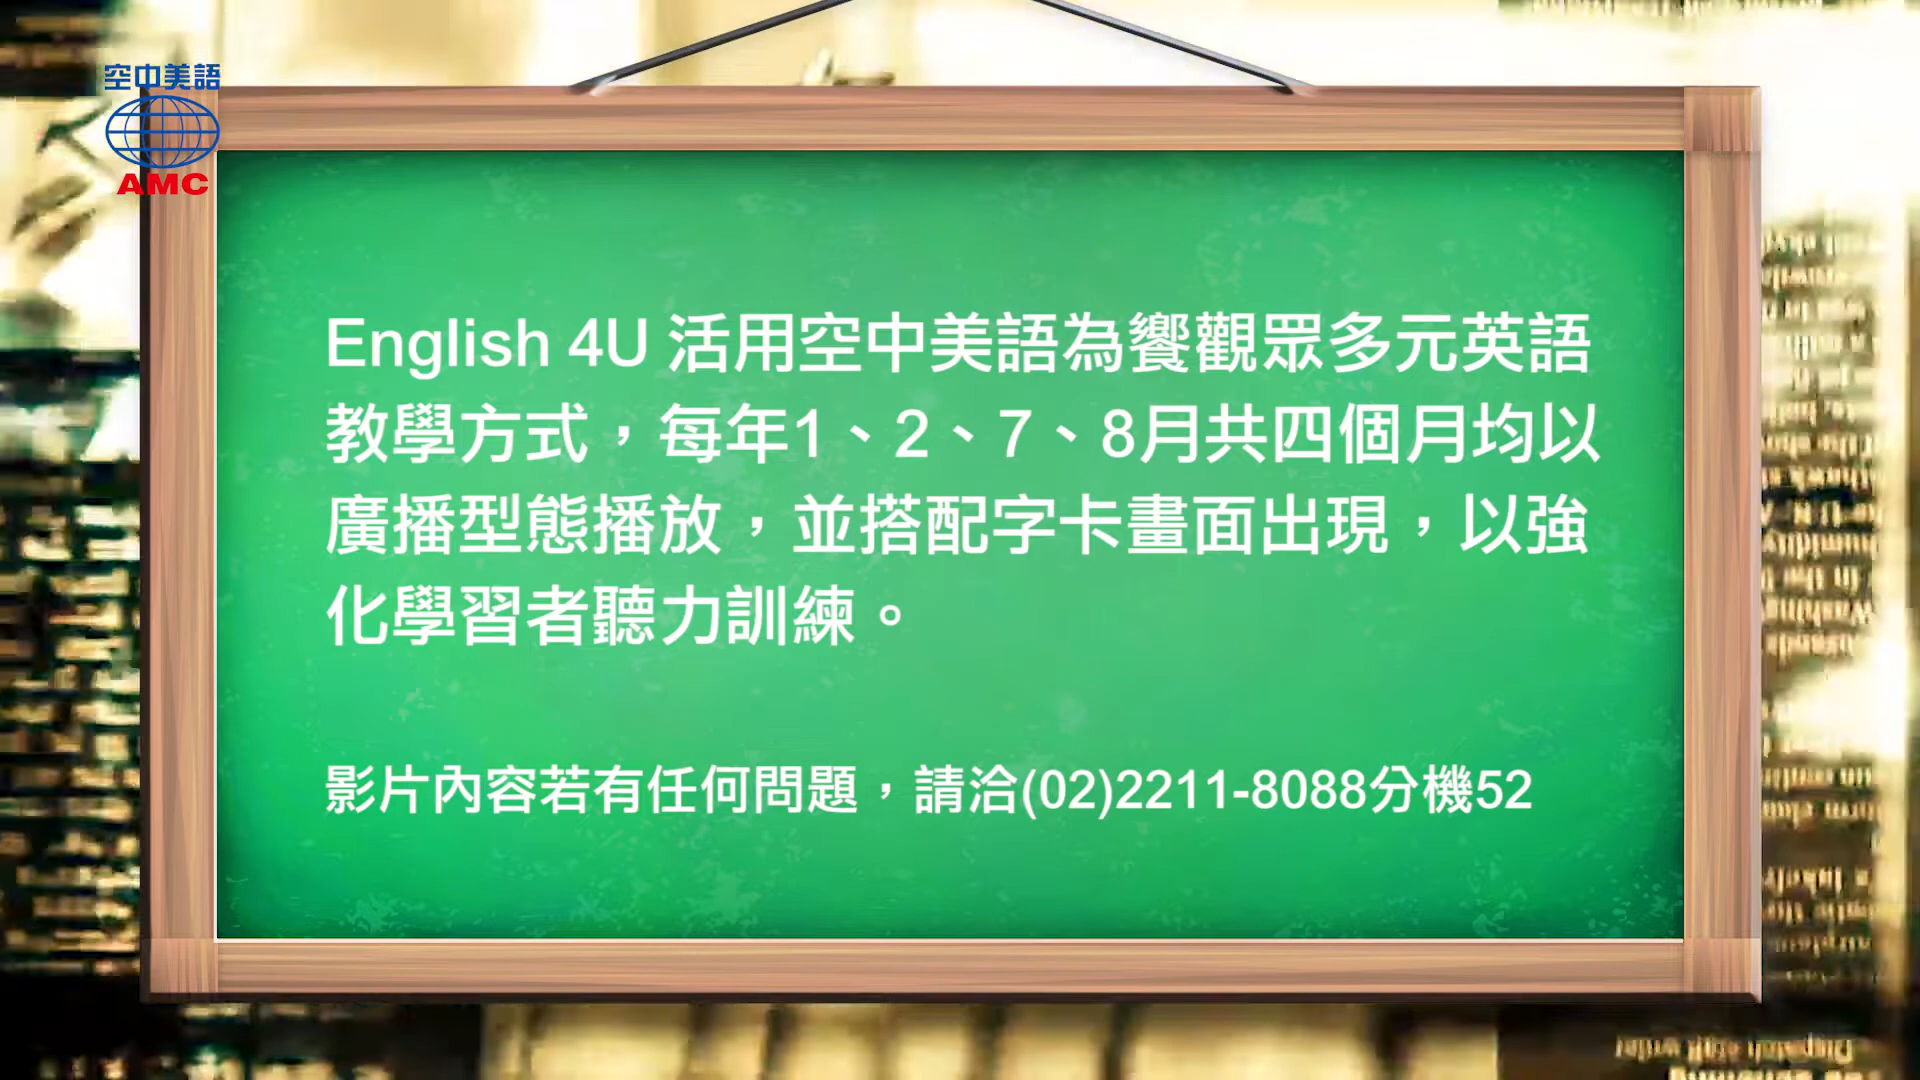 空中美語
AMC
English 4U 活用空中美語為饗觀眾多元英語
教學方式，每年1、2、7、8月共四個月均以
廣播型態播放，並搭配字卡畫面出現，以強
化學習者聽力訓練。
影片內容若有任何問題，請洽(02)2211-8088分機52